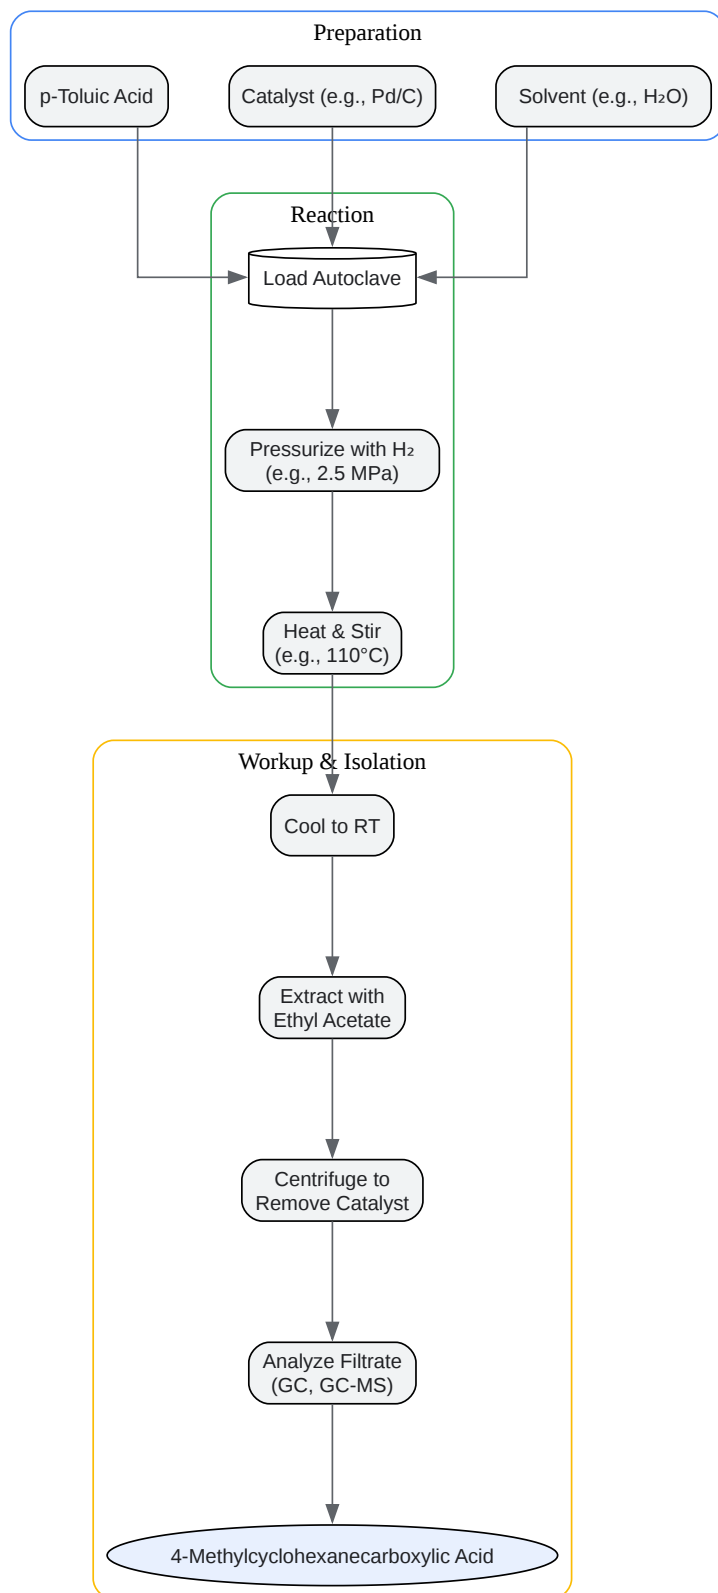 Preparation
p-Toluic Acid
Catalyst (e.g., Pd/C)
Solvent (e.g., H₂O)
Reaction
Load Autoclave
Pressurize with H₂
(e.g., 2.5 MPa)
Heat & Stir
(e.g., 110°C)
Workup & Isolation
Cool to RT
Extract with
Ethyl Acetate
Centrifuge to
Remove Catalyst
Analyze Filtrate
(GC, GC-MS)
4-Methylcyclohexanecarboxylic Acid